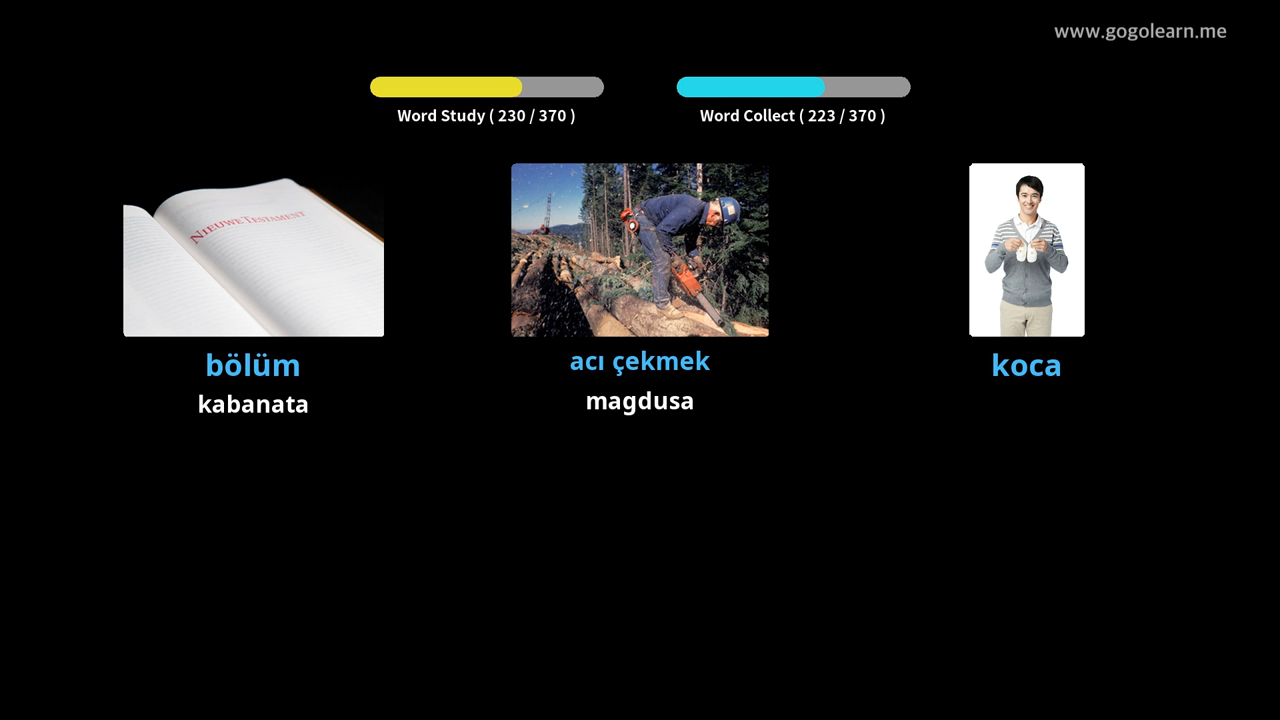 www.gogolearn.me
Word Study ( 230 / 370 )
Word Collect ( 223 / 370 )
NIEUWE TESTAMENT
bölüm
kabanata
acı çekmek
magdusa
koca